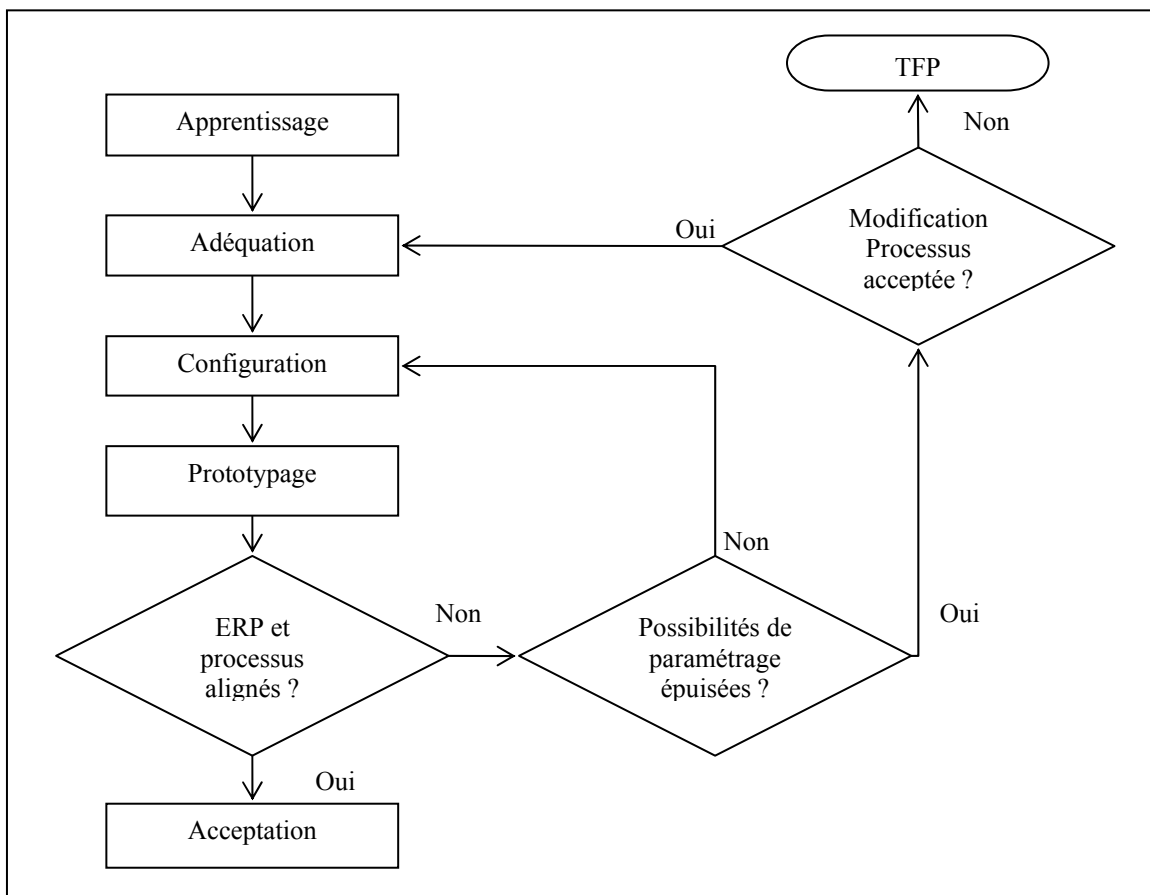 TFP
Apprentissage
Non
Adéquation
Oui
Modification
Processus
acceptée ?
Configuration
Prototypage
Non
Non
Oui
ERP et
processus
alignés ?
Possibilités de
paramétrage
épuisées ?
Oui
Acceptation